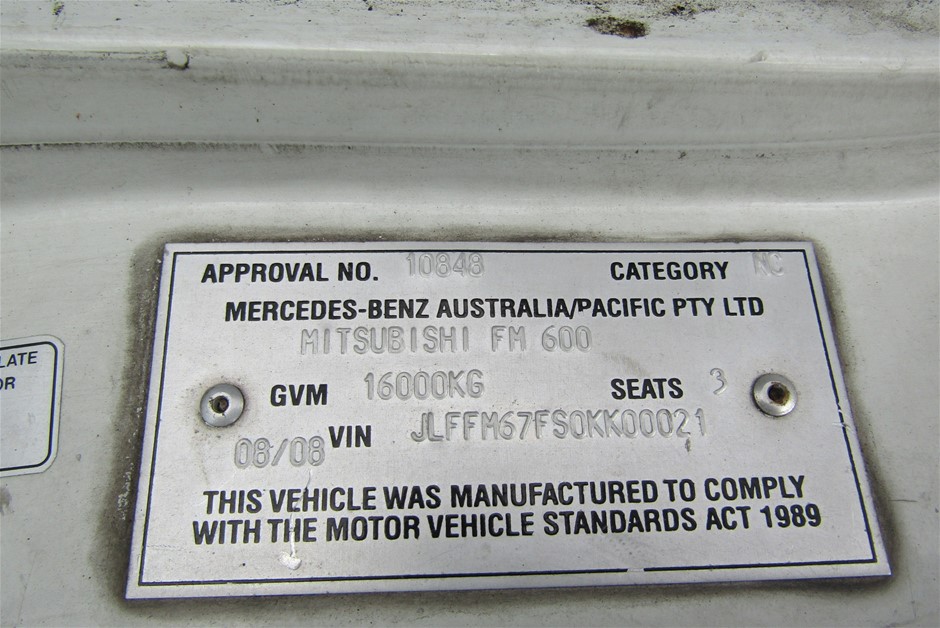 APPROVAL NO. 10848 CATEGORY NC
MERCEDES-BENZ AUSTRALIA/PACIFIC PTY LTD
MITSUBISHI FM 600
GVM 16000KG SEATS 3
08/08 VIN JLFFM67FS0KK00021
THIS VEHICLE WAS MANUFACTURED TO COMPLY
WITH THE MOTOR VEHICLE STANDARDS ACT 1989